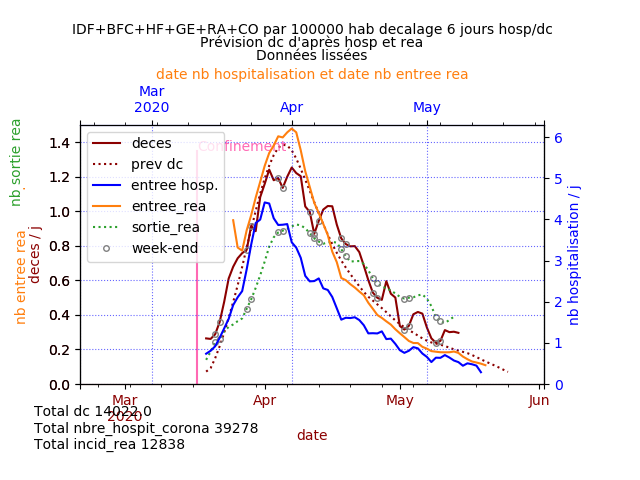 IDF+BFC+HF+GE+RA+CO par 100000 hab decalage 6 jours hosp/dc
Prévision dc d'après hosp et rea
Données lissées
date nb hospitalisation et date nb entree rea
Mar
2020
Apr
May
Confinement
deces
prev dc
entree hosp.
entree_rea
sortie_rea
week-end
nb sortie rea
nb entree rea
deces / j
1.4
1.2
1.0
0.8
0.6
0.4
0.2
0.0
6
5
4
3
2
1
0
nb hospitalisation / j
Mar
2020
Apr
May
Jun
date
Total dc 14022.0
Total nbre_hospit_corona 39278
Total incid_rea 12838